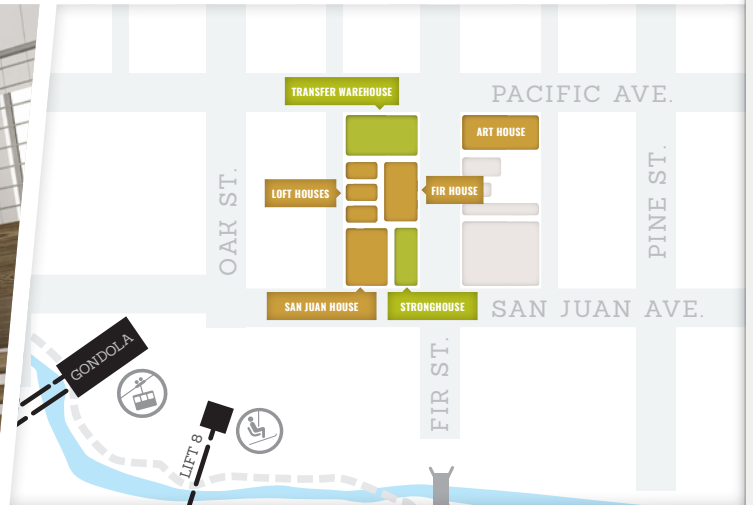 TRANSFER WAREHOUSE
PACIFIC AVE.
ART HOUSE
LOFT HOUSES
FIR HOUSE
OAK ST.
PINE ST.
SAN JUAN HOUSE
STRONGHOUSE
SAN JUAN AVE.
FIR ST.
GONDOLA
LIFT 8